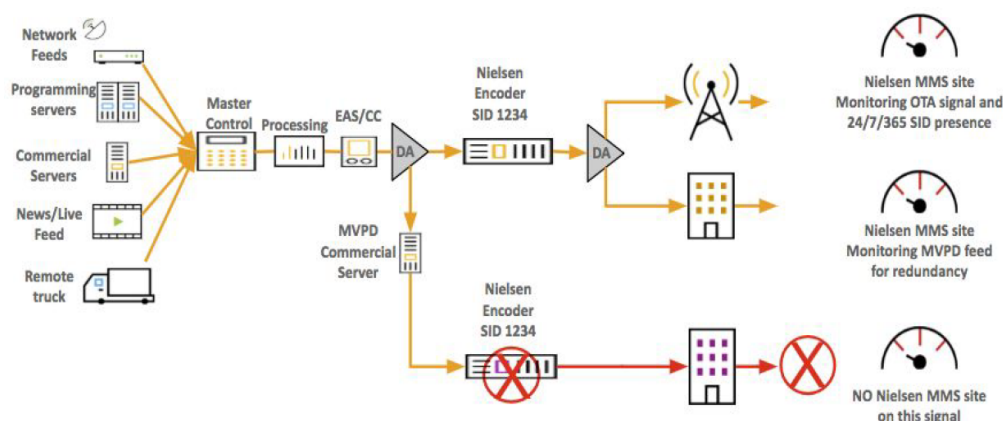 Network
Feeds
Programming
servers
Commercial
Servers
News/Live
Feed
Remote
truck
Master
Control
Processing
EAS/CC
DA
Nielsen
Encoder
SID 1234
DA
MVPD
Commercial
Server
Nielsen
Encoder
SID 1234
Nielsen MMS site
Monitoring OTA signal and
24/7/365 SID presence
Nielsen MMS site
Monitoring MVPD feed
for redundancy
NO Nielsen MMS site
on this signal